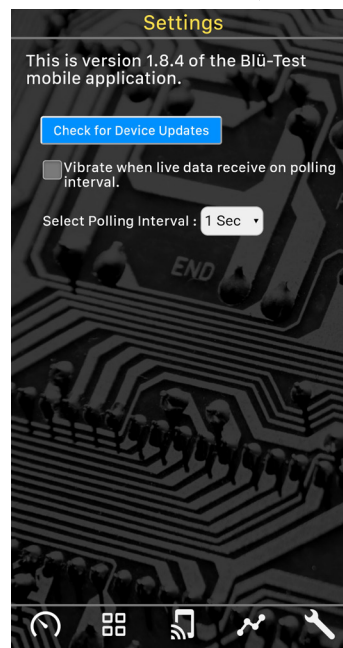 Settings
This is version 1.8.4 of the Blü-Test
mobile application.
Check for Device Updates
Vibrate when live data receive on polling
interval.
Select Polling Interval : 1 Sec
END